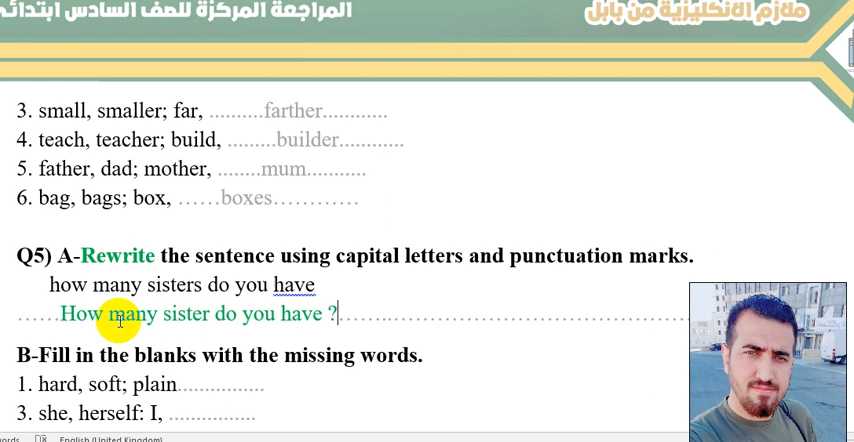 المراجعة المركزة للصف السادس ابتدائي
ملازم الانكليزية من بابل
3. small, smaller; far, ..........farther............
4. teach, teacher; build, .........builder............
5. father, dad; mother, ........mum...........
6. bag, bags; box, ……boxes…………
Q5) A-Rewrite the sentence using capital letters and punctuation marks.
how many sisters do you have
……How many sister do you have ?……………………………………
B-Fill in the blanks with the missing words.
1. hard, soft; plain................
3. she, herself: I, ................
words English (United Kingdom)